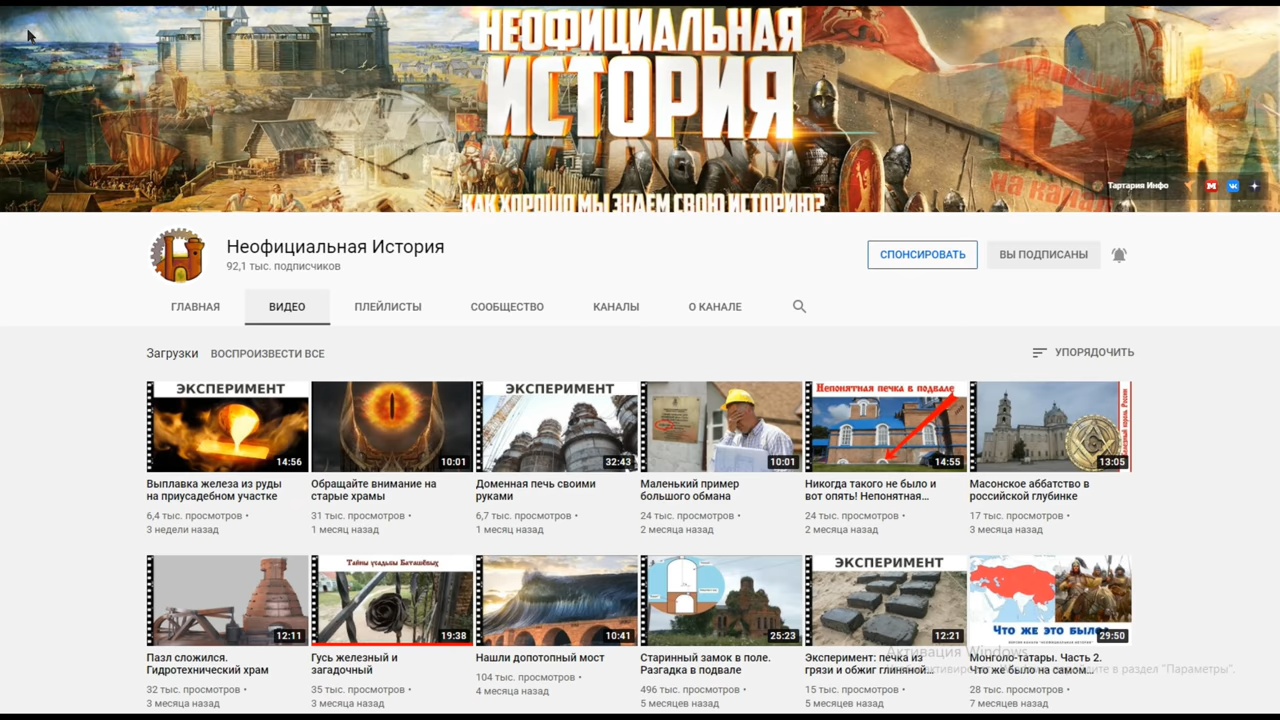 НЕОФИЦИАЛЬНАЯ
ИСТОРИЯ
КАК ХОРОШО МЫ ЗНАЕМ СВОЮ ИСТОРИЮ?
на канал
Тартария Инфо
Неофициальная История
92,1 тыс. подписчиков
СПОНСИРОВАТЬ
ВЫ ПОДПИСАНЫ
ГЛАВНАЯ ВИДЕО ПЛЕЙЛИСТЫ СООБЩЕСТВО КАНАЛЫ О КАНАЛЕ
Загрузки ВОСПРОИЗВЕСТИ ВСЕ
УПОРЯДОЧИТЬ
ЭКСПЕРИМЕНТ
14:56
Выплавка железа из руды
на приусадебном участке
6,4 тыс. просмотров •
3 недели назад
10:01
Обращайте внимание на
старые храмы
31 тыс. просмотров •
1 месяц назад
ЭКСПЕРИМЕНТ
32:43
Доменная печь своими
руками
6,7 тыс. просмотров •
1 месяц назад
10:01
Маленький пример
большого обмана
24 тыс. просмотров •
2 месяца назад
Непонятная печка в подвале
14:55
Никогда такого не было и
вот опять! Непонятная...
24 тыс. просмотров •
2 месяца назад
13:05
Масонское аббатство в
российской глубинке
17 тыс. просмотров •
3 месяца назад
12:11
Пазл сложился.
Гидротехнический храм
32 тыс. просмотров •
3 месяца назад
Тайны усадьбы Баташёвых
19:38
Гусь железный и
загадочный
35 тыс. просмотров •
3 месяца назад
10:41
Нашли допотопный мост
104 тыс. просмотров •
4 месяца назад
25:23
Старинный замок в поле.
Разгадка в подвале
496 тыс. просмотров •
5 месяцев назад
ЭКСПЕРИМЕНТ
12:21
Эксперимент: печка из
грязи и обжиг глиняной...
15 тыс. просмотров •
5 месяцев назад
Что же это было
29:50
Монголо-татары. Часть 2.
Что же было на самом...
28 тыс. просмотров •
7 месяцев назад
Активация Windows
в раздел "Параметры".